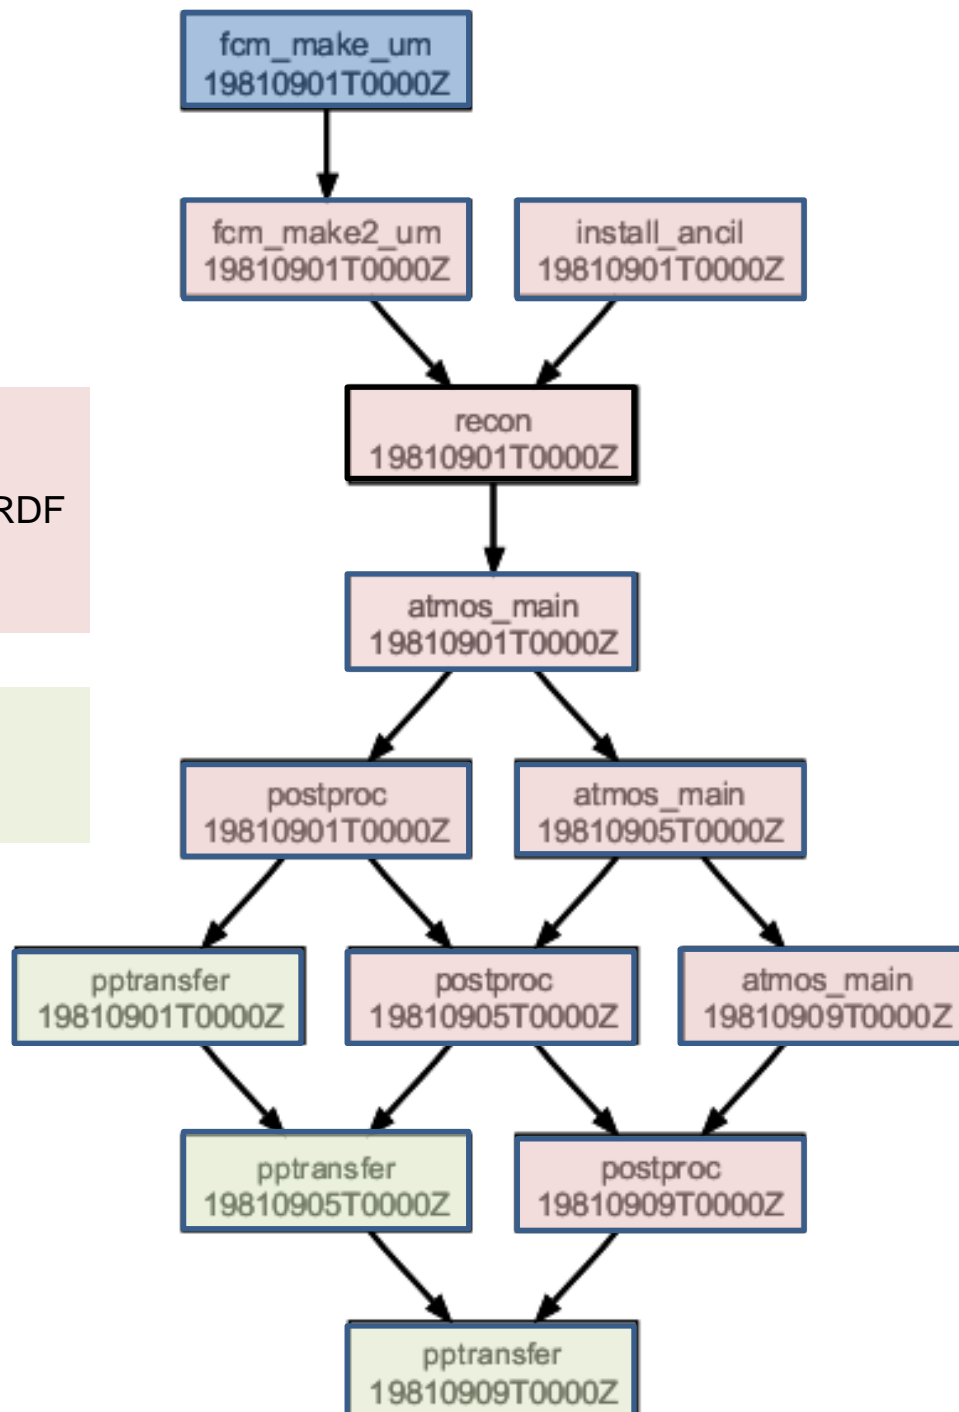 fcm_make_um
19810901T0000Z
fcm_make2_um
19810901T0000Z
install_ancil
19810901T0000Z
recon
19810901T0000Z
RDF
atmos_main
19810901T0000Z
postproc
19810901T0000Z
atmos_main
19810905T0000Z
pptransfer
19810901T0000Z
postproc
19810905T0000Z
atmos_main
19810909T0000Z
pptransfer
19810905T0000Z
postproc
19810909T0000Z
pptransfer
19810909T0000Z